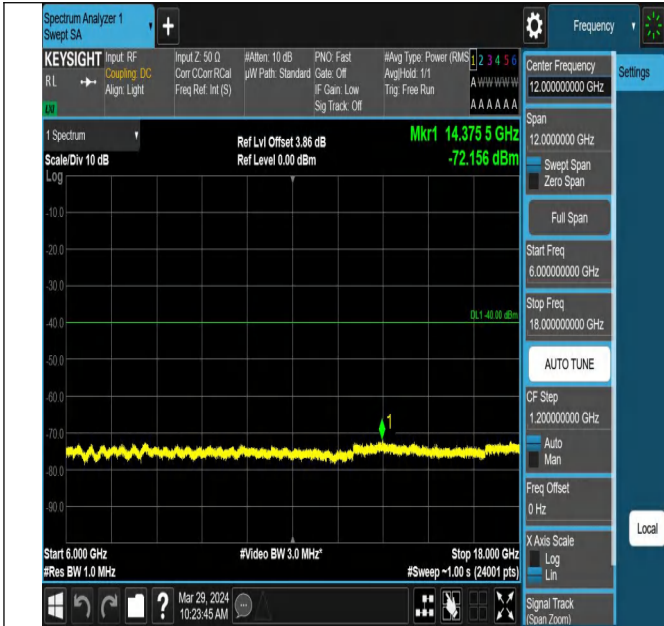 Spectrum Analyzer 1
Swept SA
+
Frequency
KEYSIGHT
RL
LXI
Input: RF
Coupling: DC
Align: Light
Input Z: 50 Ω
Corr CCorr RCal
Freq Ref: Int (S)
#Atten: 10 dB
µW Path: Standard
PNO: Fast
Gate: Off
IF Gain: Low
Sig Track: Off
#Avg Type: Power (RMS
Avg|Hold: 1/1
Trig: Free Run
1 2 3 4 5 6
A W W W W W
A A A A A A
1 Spectrum
Scale/Div 10 dB
Log
Ref Lvl Offset 3.86 dB
Ref Level 0.00 dBm
Mkr1 14.375 5 GHz
-72.156 dBm
-10.0
-20.0
-30.0
DL1 -40.00 dBm
-40.0
-50.0
-60.0
1
-70.0
-80.0
-90.0
Start 6.000 GHz
#Res BW 1.0 MHz
#Video BW 3.0 MHz*
Stop 18.000 GHz
#Sweep ~1.00 s (24001 pts)
?
Mar 29, 2024
10:23:45 AM
Center Frequency
12.000000000 GHz
Settings
Span
12.0000000 GHz
Swept Span
Zero Span
Full Span
Start Freq
6.000000000 GHz
Stop Freq
18.000000000 GHz
AUTO TUNE
CF Step
1.200000000 GHz
Auto
Man
Freq Offset
0 Hz
X Axis Scale
Log
Lin
Signal Track
(Span Zoom)
Local